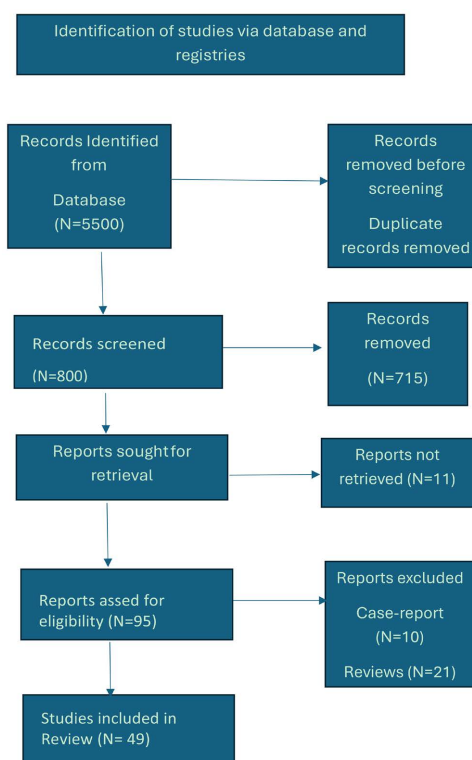 Identification of studies via database and
registries
Records Identified
from
Database
(N=5500)
Records
removed before
screening
Duplicate
records removed
Records screened
(N=800)
Records
removed
(N=715)
Reports sought for
retrieval
Reports not
retrieved (N=11)
Reports assed for
eligibility (N=95)
Reports excluded
Case-report
(N=10)
Reviews (N=21)
Studies included in
Review (N= 49)